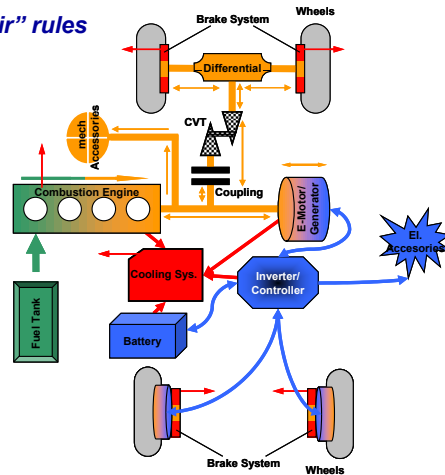 ir” rules
Wheels
Brake System
Differential
CVT
mech
Accessories
Coupling
Combustion Engine
E-Motor/
Generator
El.
Accesories
Cooling Sys.
Inverter/
Controller
Fuel Tank
Battery
Brake System
Wheels